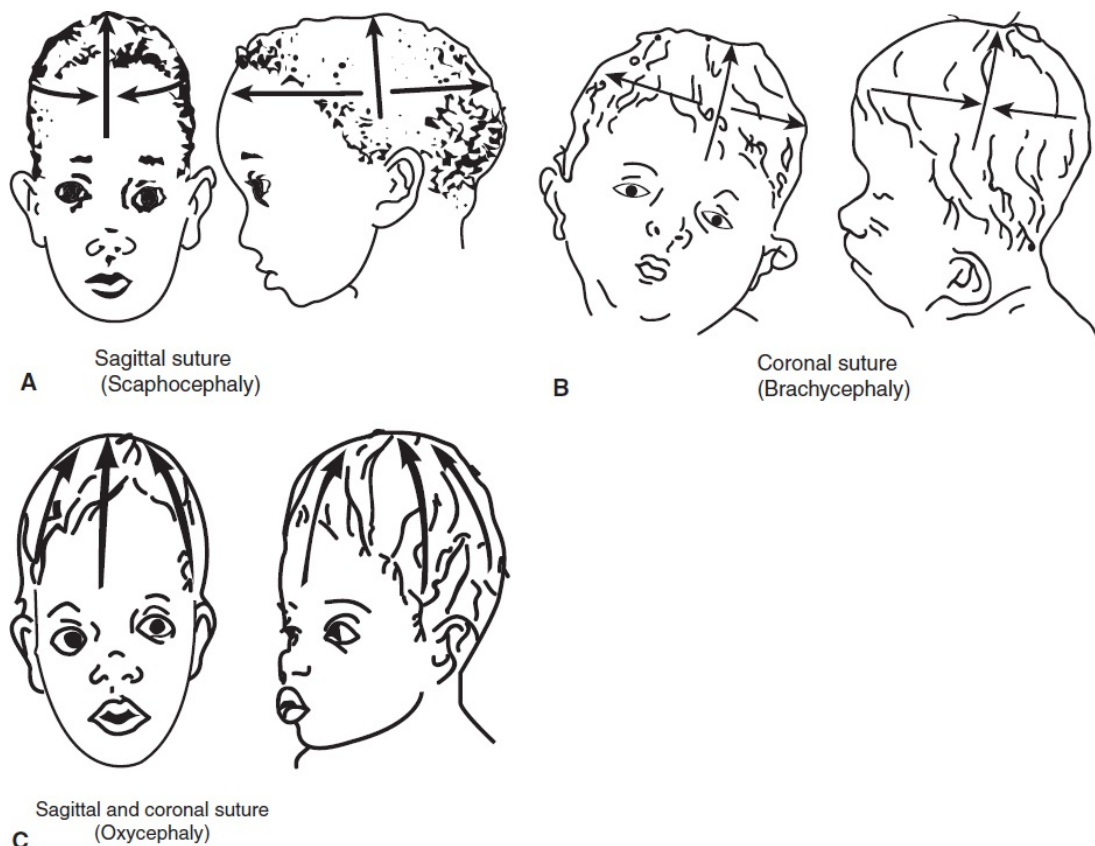 Sagittal suture
A (Scaphocephaly)
Coronal suture
B (Brachycephaly)
Sagittal and coronal suture
(Oxycephaly)
C